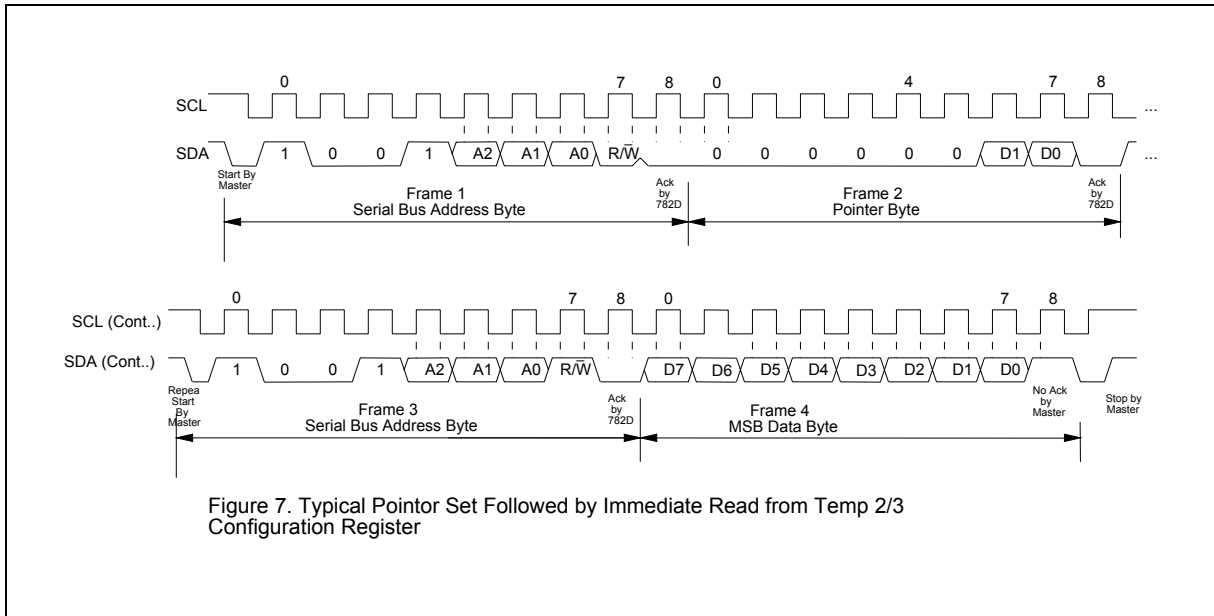 0 7 8 0 4 7 8
SCL ...
SDA 1 0 0 1 A2 A1 A0 R/W̅ 0 0 0 0 0 0 D1 D0 ...
Start By
Master
Frame 1
Serial Bus Address Byte
Ack
by
782D
Frame 2
Pointer Byte
Ack
by
782D
0 7 8 0 7 8
SCL (Cont..)
SDA (Cont..) 1 0 0 1 A2 A1 A0 R/W̅ D7 D6 D5 D4 D3 D2 D1 D0
Repea
Start
By
Master
Frame 3
Serial Bus Address Byte
Ack
by
782D
Frame 4
MSB Data Byte
No Ack
by
Master
Stop by
Master
Figure 7. Typical Pointor Set Followed by Immediate Read from Temp 2/3
Configuration Register